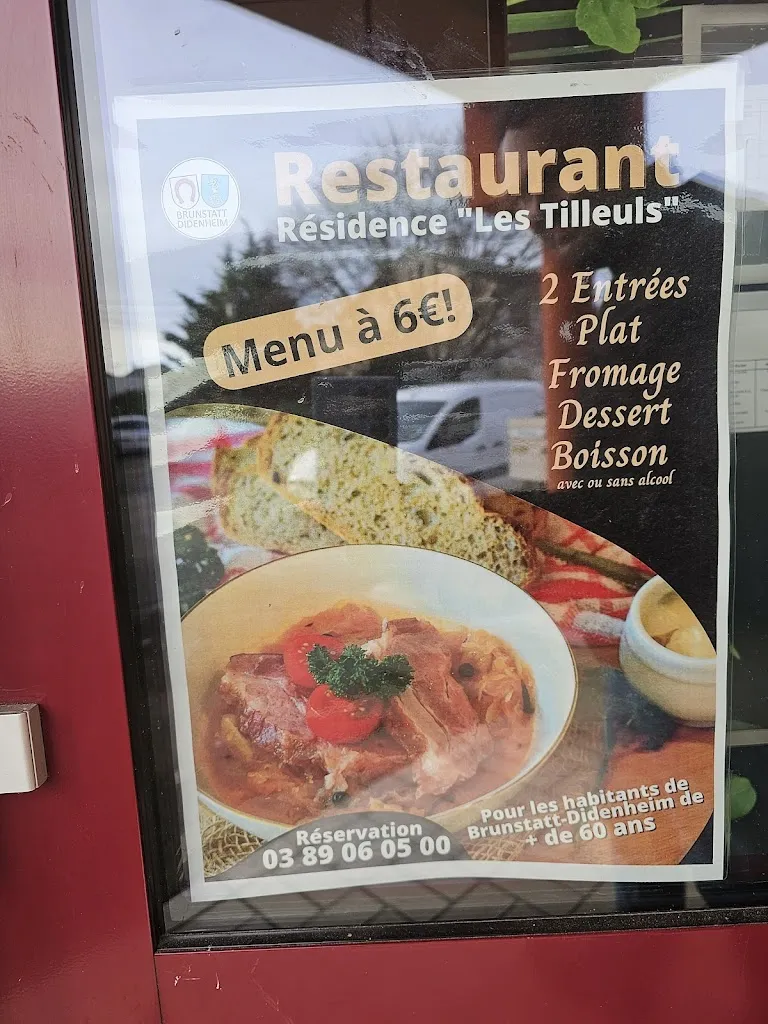 BRUNSTATT
DIDENHEIM
Restaurant
Résidence "Les Tilleuls"
Menu à 6€!
2 Entrées
Plat
Fromage
Dessert
Boisson
avec ou sans alcool
Réservation
03 89 06 05 00
Pour les habitants de
Brunstatt-Didenheim de
+ de 60 ans